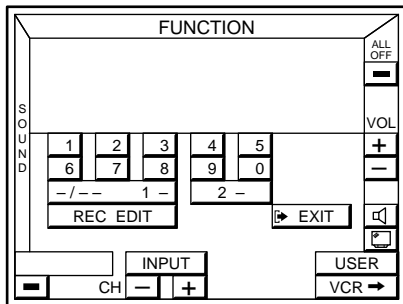 FUNCTION
ALL
OFF
SOUND
VOL
1 2 3 4 5
+
6 7 8 9 0
−
−/−− 1 − 2 −
REC EDIT
EXIT
INPUT
USER
CH − +
VCR →